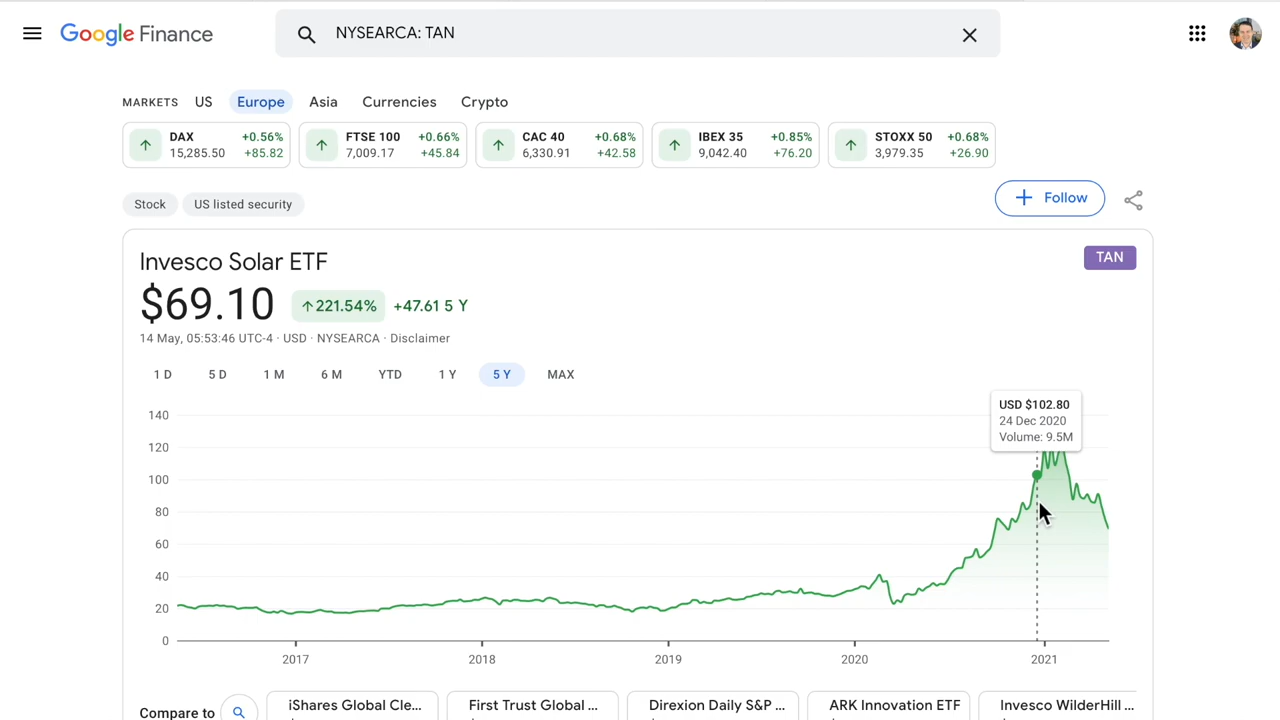 Google Finance
NYSEARCA: TAN
MARKETS US Europe Asia Currencies Crypto
DAX +0.56%
15,285.50 +85.82
FTSE 100 +0.66%
7,009.17 +45.84
CAC 40 +0.68%
6,330.91 +42.58
IBEX 35 +0.85%
9,042.40 +76.20
STOXX 50 +0.68%
3,979.35 +26.90
Stock US listed security
Follow
Invesco Solar ETF
TAN
$69.10 221.54% +47.61 5 Y
14 May, 05:53:46 UTC-4 · USD · NYSEARCA · Disclaimer
1 D 5 D 1 M 6 M YTD 1 Y 5 Y MAX
USD $102.80
24 Dec 2020
Volume: 9.5M
140
120
100
80
60
40
20
0
2017 2018 2019 2020 2021
Compare to
iShares Global Cle...
First Trust Global ...
Direxion Daily S&P ...
ARK Innovation ETF
Invesco WilderHill ...